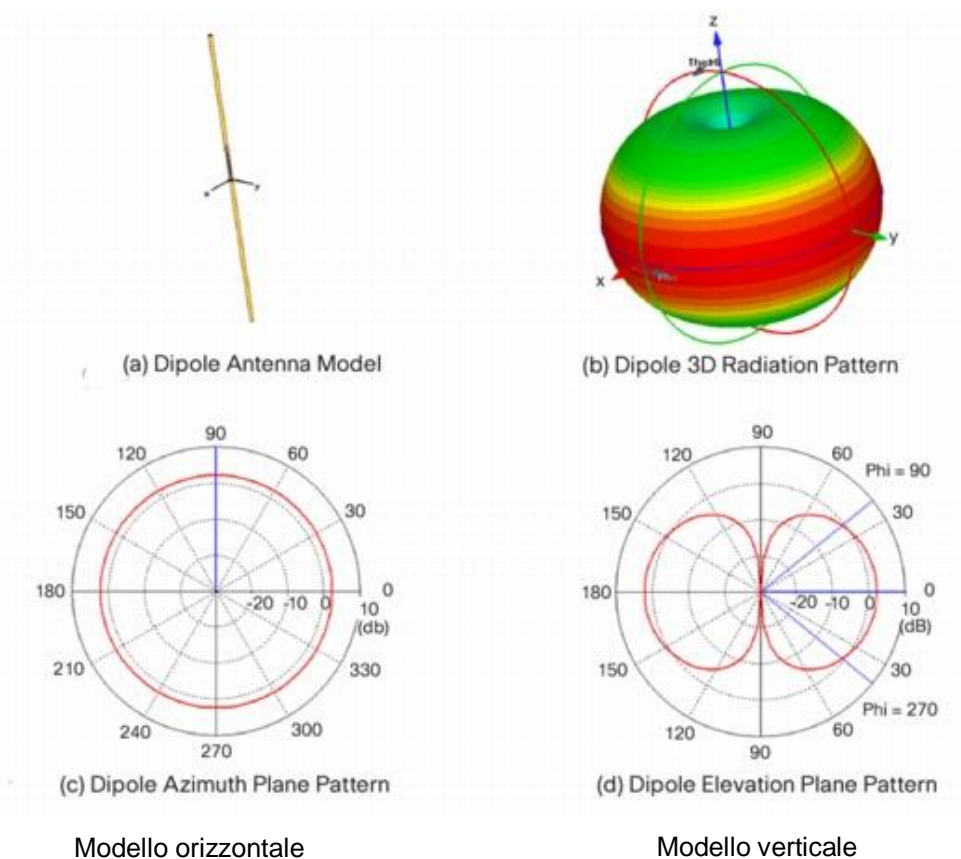 z
Theta
x
y
x
y
Phi
(a) Dipole Antenna Model
(b) Dipole 3D Radiation Pattern
90
120
60
150
30
180
-20 -10 0
10
0
(db)
210
330
240
300
270
(c) Dipole Azimuth Plane Pattern
90
120
60
Phi = 90
150
30
180
-20 -10 0
10
0
(dB)
150
30
Phi = 270
120
60
90
(d) Dipole Elevation Plane Pattern
Modello orizzontale
Modello verticale